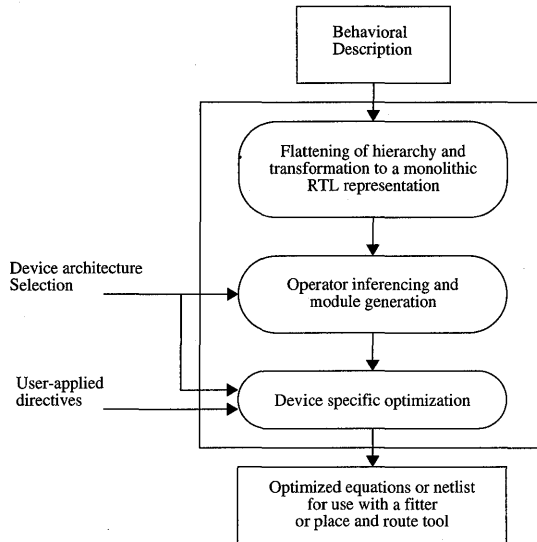 Behavioral
Description
Flattening of hierarchy and
transformation to a monolithic
RTL representation
Device architecture
Selection
Operator inferencing and
module generation
User-applied
directives
Device specific optimization
Optimized equations or netlist
for use with a fitter
or place and route tool